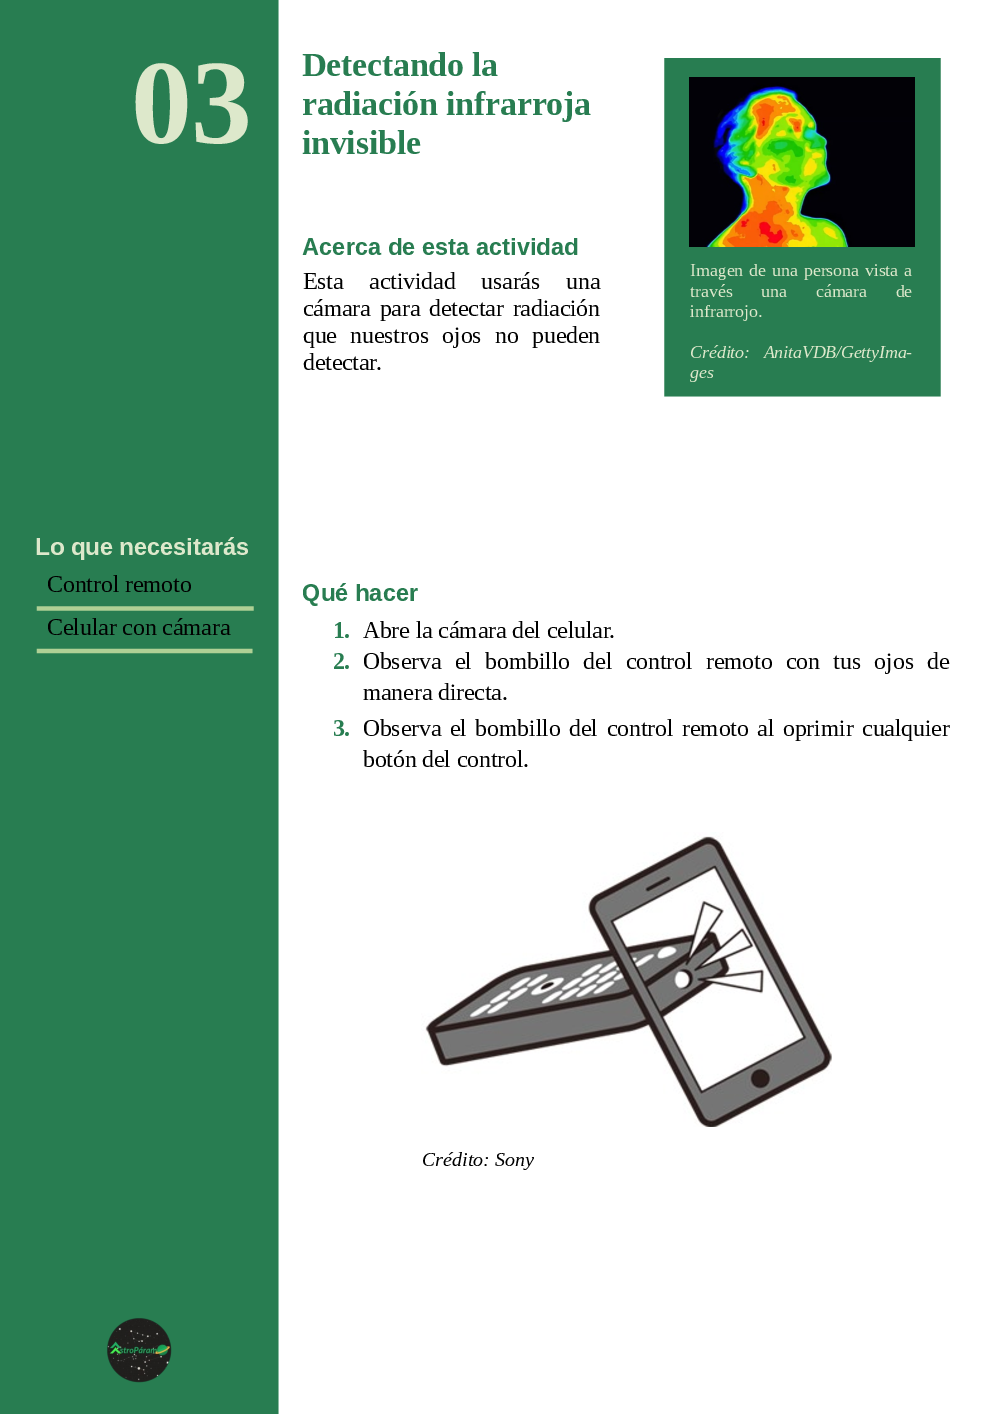 03
Detectando la
radiación infrarroja
invisible
Acerca de esta actividad
Esta actividad usarás una
cámara para detectar radiación
que nuestros ojos no pueden
detectar.
Imagen de una persona vista a
través una cámara de
infrarrojo.
Crédito: AnitaVDB/GettyIma-
ges
Lo que necesitarás
Control remoto
Celular con cámara
Qué hacer
1. Abre la cámara del celular.
2. Observa el bombillo del control remoto con tus ojos de
manera directa.
3. Observa el bombillo del control remoto al oprimir cualquier
botón del control.
Crédito: Sony